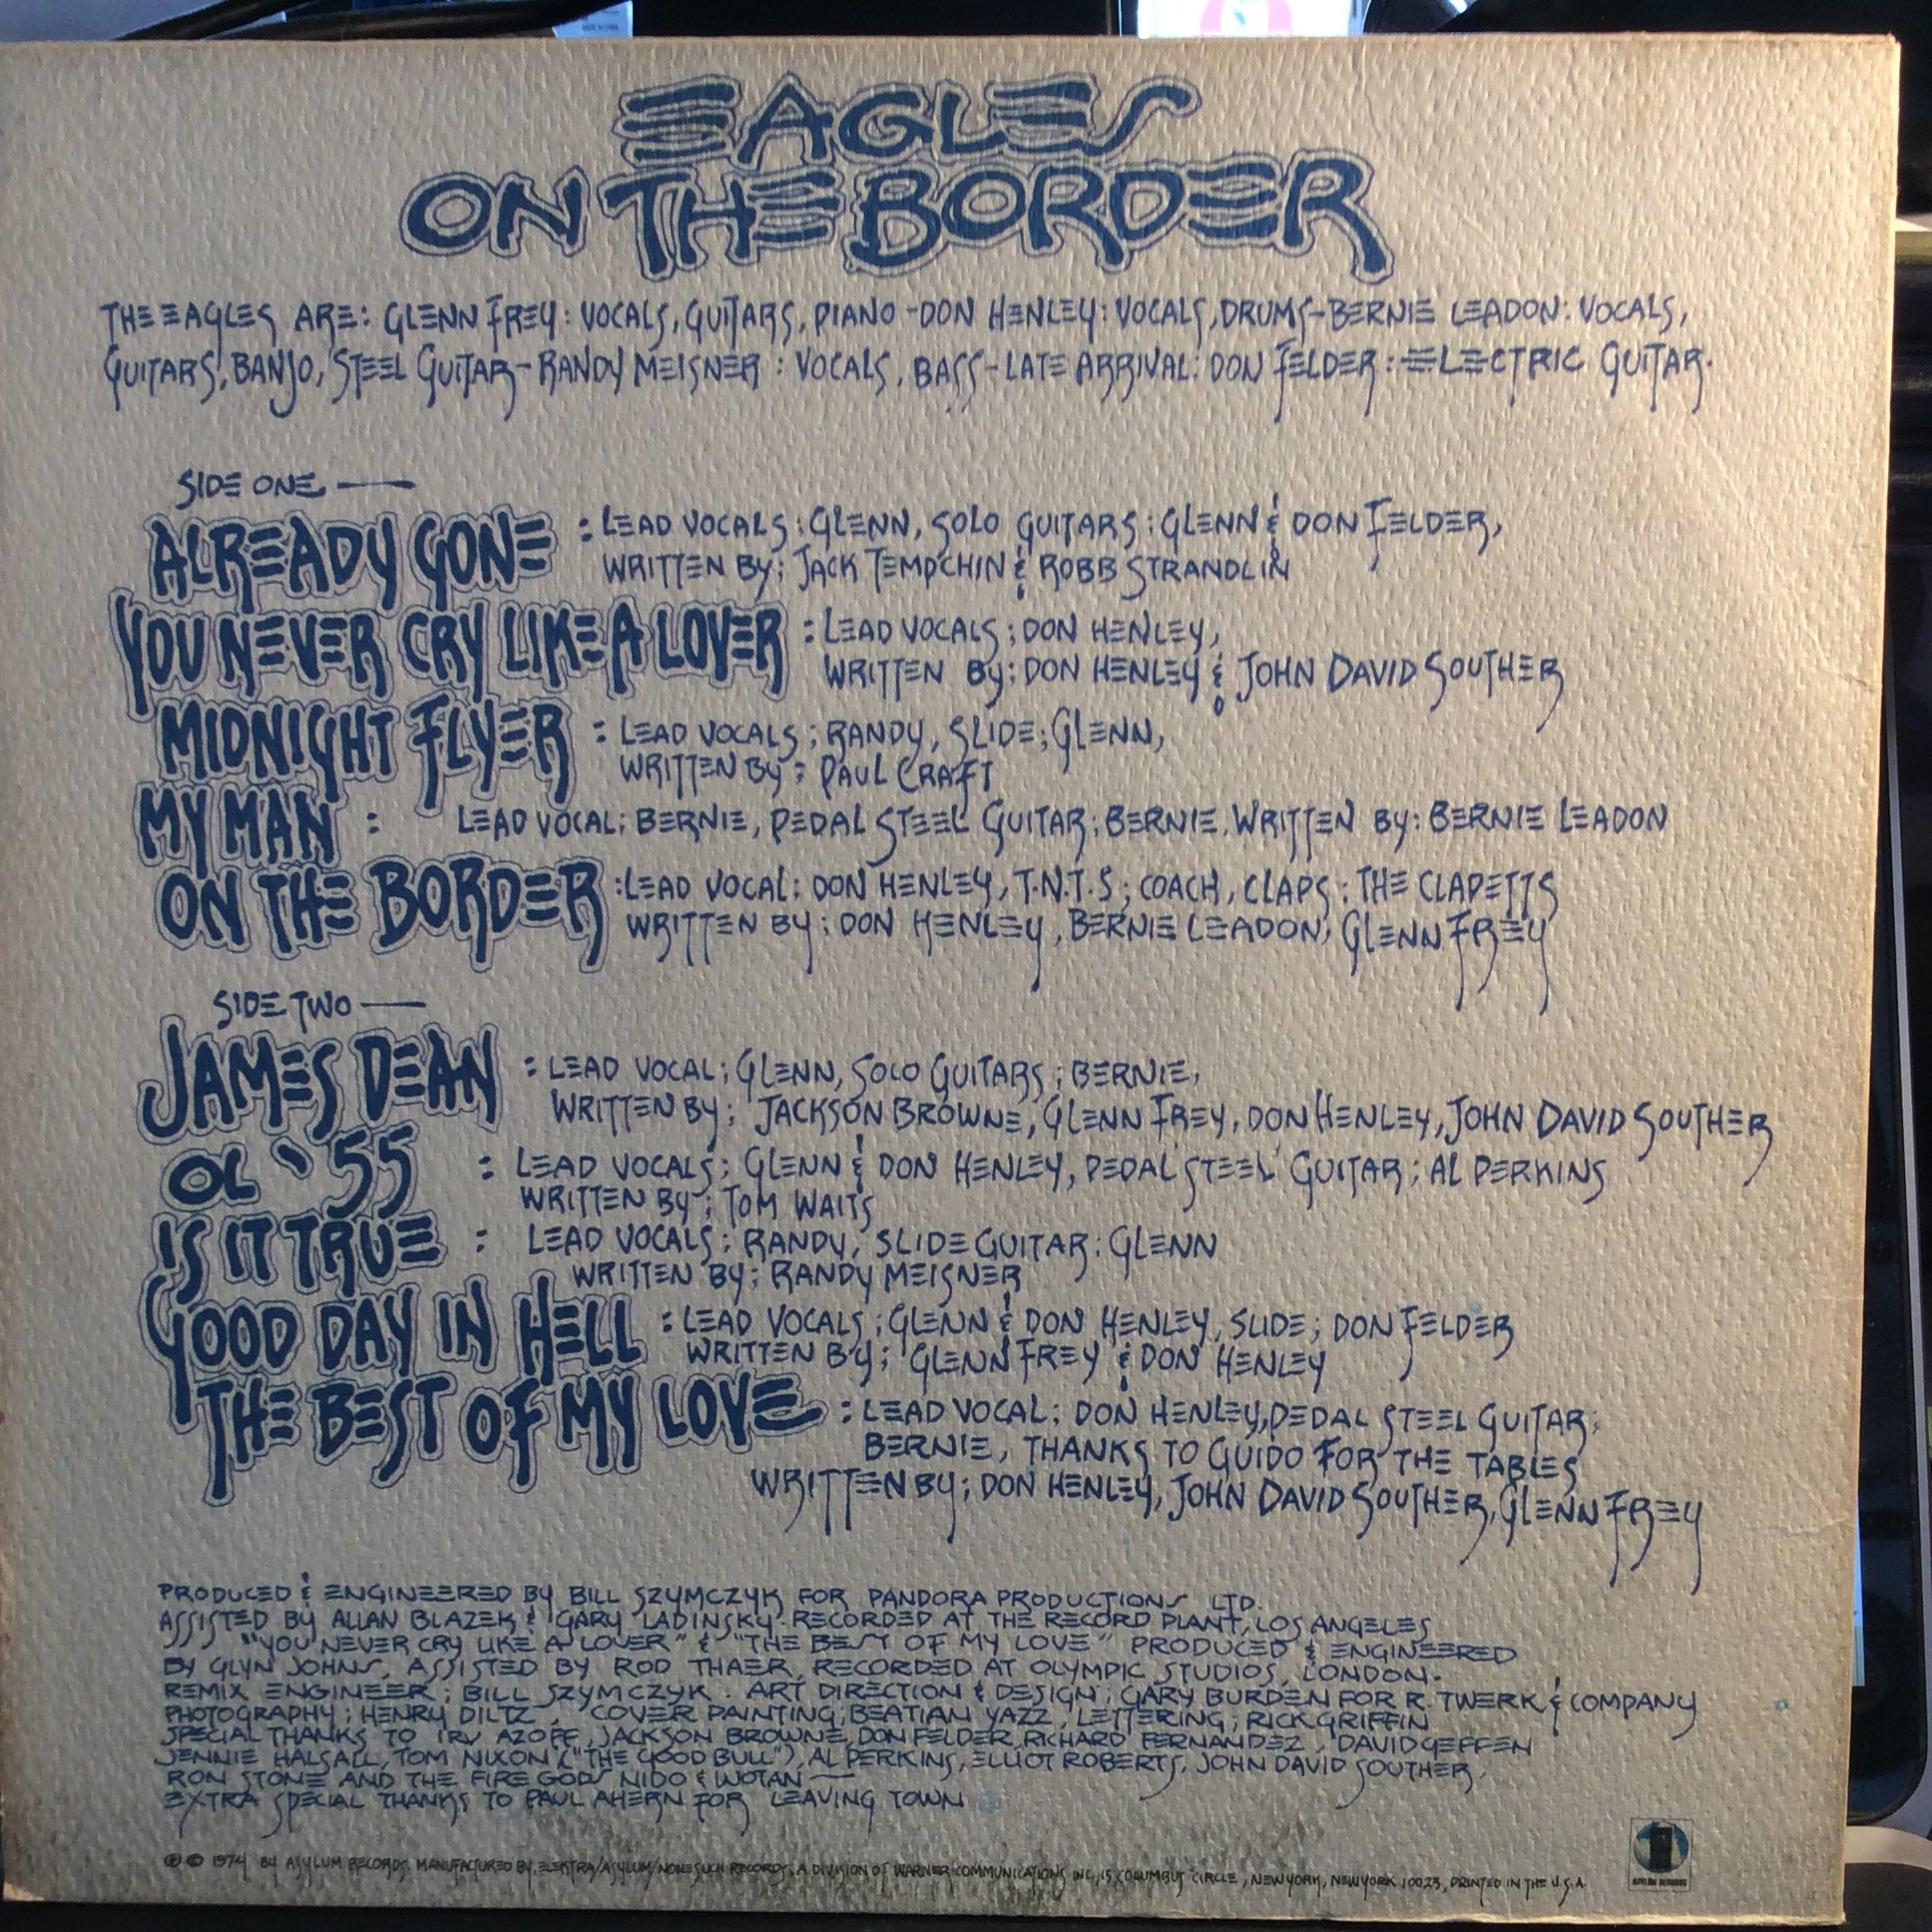 EAGLES
ON THE BORDER
THE EAGLES ARE: GLENN FREY: VOCALS, GUITARS, PIANO - DON HENLEY: VOCALS, DRUMS - BERNIE LEADON: VOCALS,
GUITARS, BANJO, STEEL GUITAR - RANDY MEISNER: VOCALS, BASS - LATE ARRIVAL: DON FELDER: ELECTRIC GUITAR.
SIDE ONE —
ALREADY GONE : LEAD VOCALS; GLENN, SOLO GUITARS; GLENN & DON FELDER,
WRITTEN BY; JACK TEMPCHIN & ROBB STRANDLIN
YOU NEVER CRY LIKE A LOVER : LEAD VOCALS; DON HENLEY,
WRITTEN BY; DON HENLEY & JOHN DAVID SOUTHER
MIDNIGHT FLYER : LEAD VOCALS; RANDY, SLIDE; GLENN,
WRITTEN BY; PAUL CRAFT
MY MAN : LEAD VOCAL; BERNIE, PEDAL STEEL GUITAR; BERNIE, WRITTEN BY: BERNIE LEADON
ON THE BORDER : LEAD VOCAL: DON HENLEY, T.N.T.S; COACH, CLAPS; THE CLAPETTS
WRITTEN BY; DON HENLEY, BERNIE LEADON, GLENN FREY
SIDE TWO —
JAMES DEAN : LEAD VOCAL; GLENN, SOLO GUITARS; BERNIE,
WRITTEN BY; JACKSON BROWNE, GLENN FREY, DON HENLEY, JOHN DAVID SOUTHER
OL '55 : LEAD VOCALS; GLENN & DON HENLEY, PEDAL STEEL GUITAR; AL PERKINS
WRITTEN BY; TOM WAITS
IS IT TRUE : LEAD VOCALS; RANDY, SLIDE GUITAR: GLENN
WRITTEN BY; RANDY MEISNER
GOOD DAY IN HELL : LEAD VOCALS; GLENN & DON HENLEY, SLIDE; DON FELDER
WRITTEN BY; GLENN FREY & DON HENLEY
THE BEST OF MY LOVE : LEAD VOCAL; DON HENLEY, PEDAL STEEL GUITAR;
BERNIE, THANKS TO GUIDO FOR THE TABLES
WRITTEN BY; DON HENLEY, JOHN DAVID SOUTHER, GLENN FREY
PRODUCED & ENGINEERED BY BILL SZYMCZYK FOR PANDORA PRODUCTIONS LTD.
ASSISTED BY ALLAN BLAZEK & GARY LADINSKY - RECORDED AT THE RECORD PLANT, LOS ANGELES
"YOU NEVER CRY LIKE A LOVER" & "THE BEST OF MY LOVE" PRODUCED & ENGINEERED
BY GLYN JOHNS, ASSISTED BY ROD THAER, RECORDED AT OLYMPIC STUDIOS, LONDON.
REMIX ENGINEER; BILL SZYMCZYK. ART DIRECTION & DESIGN; GARY BURDEN FOR R. TWERK & COMPANY
PHOTOGRAPHY; HENRY DILTZ, COVER PAINTING; BEATIAN YAZZ, LETTERING; RICK GRIFFIN
SPECIAL THANKS TO IRV AZOFF, JACKSON BROWNE, DON FELDER, RICHARD FERNANDEZ, DAVID GEFFEN
JENNIE HALSALL, TOM NIXON ("THE GOOD BULL"), AL PERKINS, ELLIOT ROBERTS, JOHN DAVID SOUTHER,
RON STONE AND THE FIRE GODS NIDO & WOTAN —
EXTRA SPECIAL THANKS TO PAUL AHERN FOR LEAVING TOWN
℗ © 1974 BY ASYLUM RECORDS. MANUFACTURED BY ELEKTRA/ASYLUM/NONESUCH RECORDS, A DIVISION OF WARNER COMMUNICATIONS INC, 15 COLUMBUS CIRCLE, NEW YORK, NEW YORK 10023, PRINTED IN THE U.S.A.
ASYLUM RECORDS